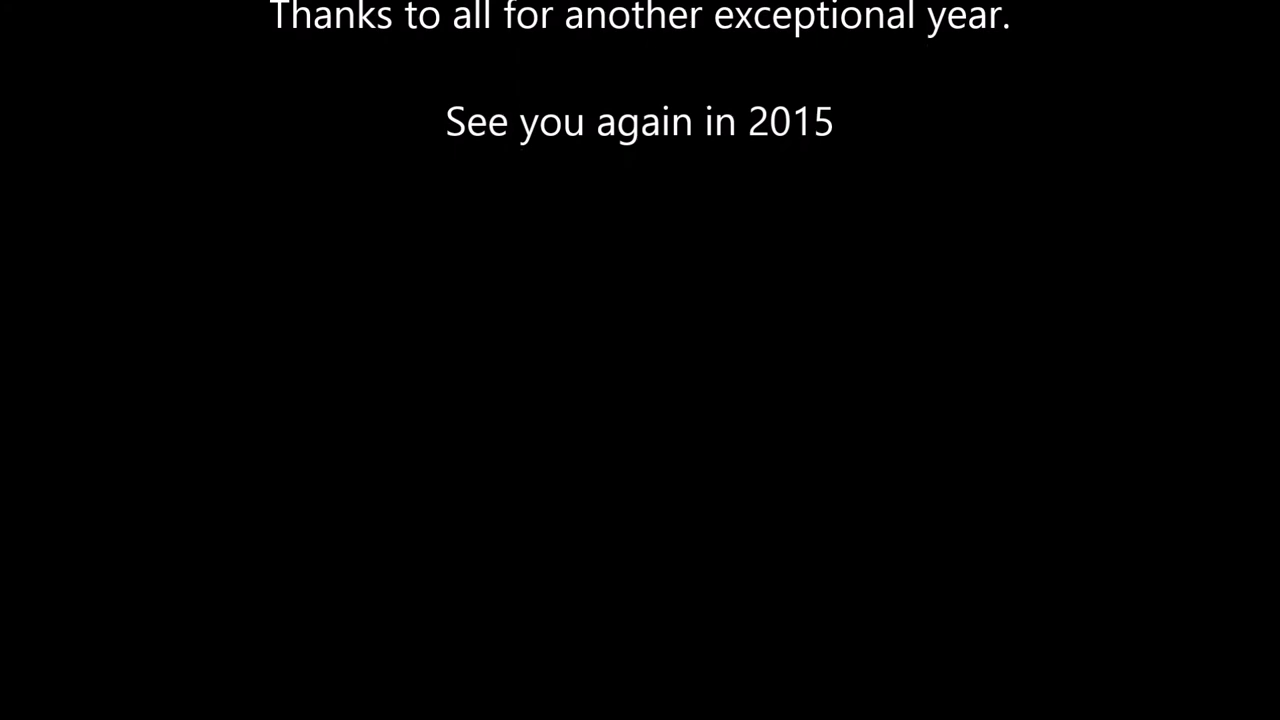 Thanks to all for another exceptional year.
See you again in 2015